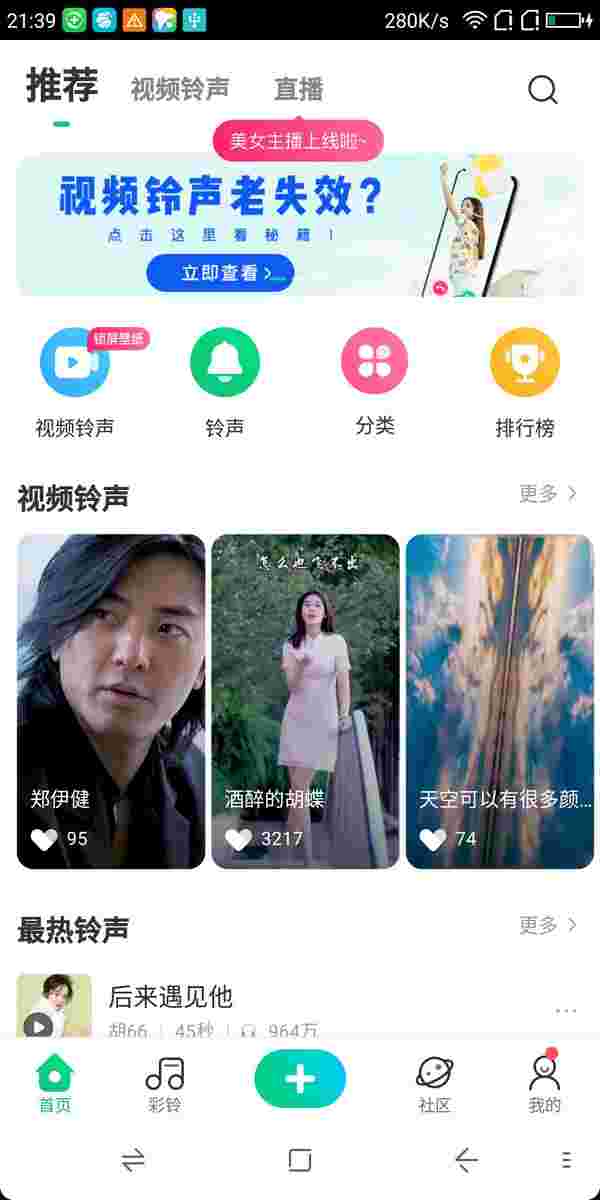 21:39
280K/s
推荐
视频铃声
直播
美女主播上线啦~
视频铃声老失效？
点击这里看秘籍！
立即查看
锁屏壁纸
视频铃声
铃声
分类
排行榜
视频铃声
更多
怎么也飞不出
郑伊健
酒醉的胡蝶
天空可以有很多颜...
95
3217
74
最热铃声
更多
后来遇见他
胡66
45秒
964万
首页
彩铃
社区
我的